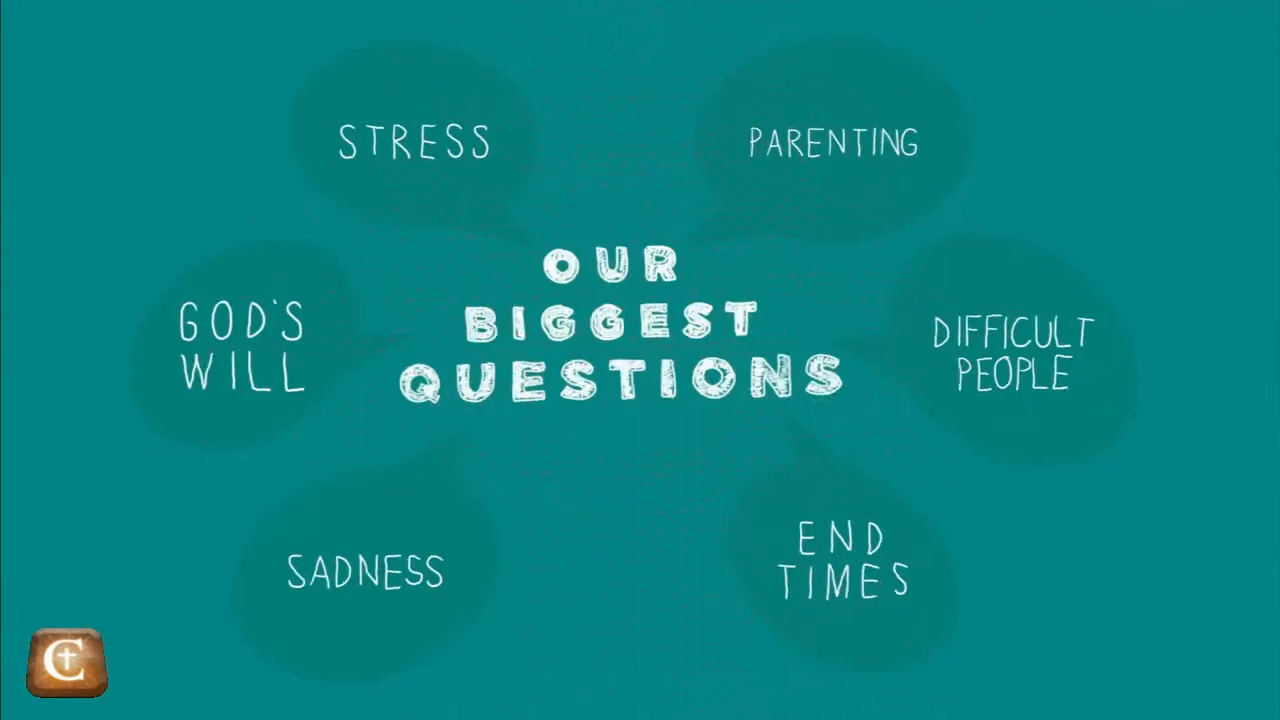 STRESS
PARENTING
OUR
BIGGEST
QUESTIONS
GOD'S
WILL
DIFFICULT
PEOPLE
SADNESS
END
TIMES
C